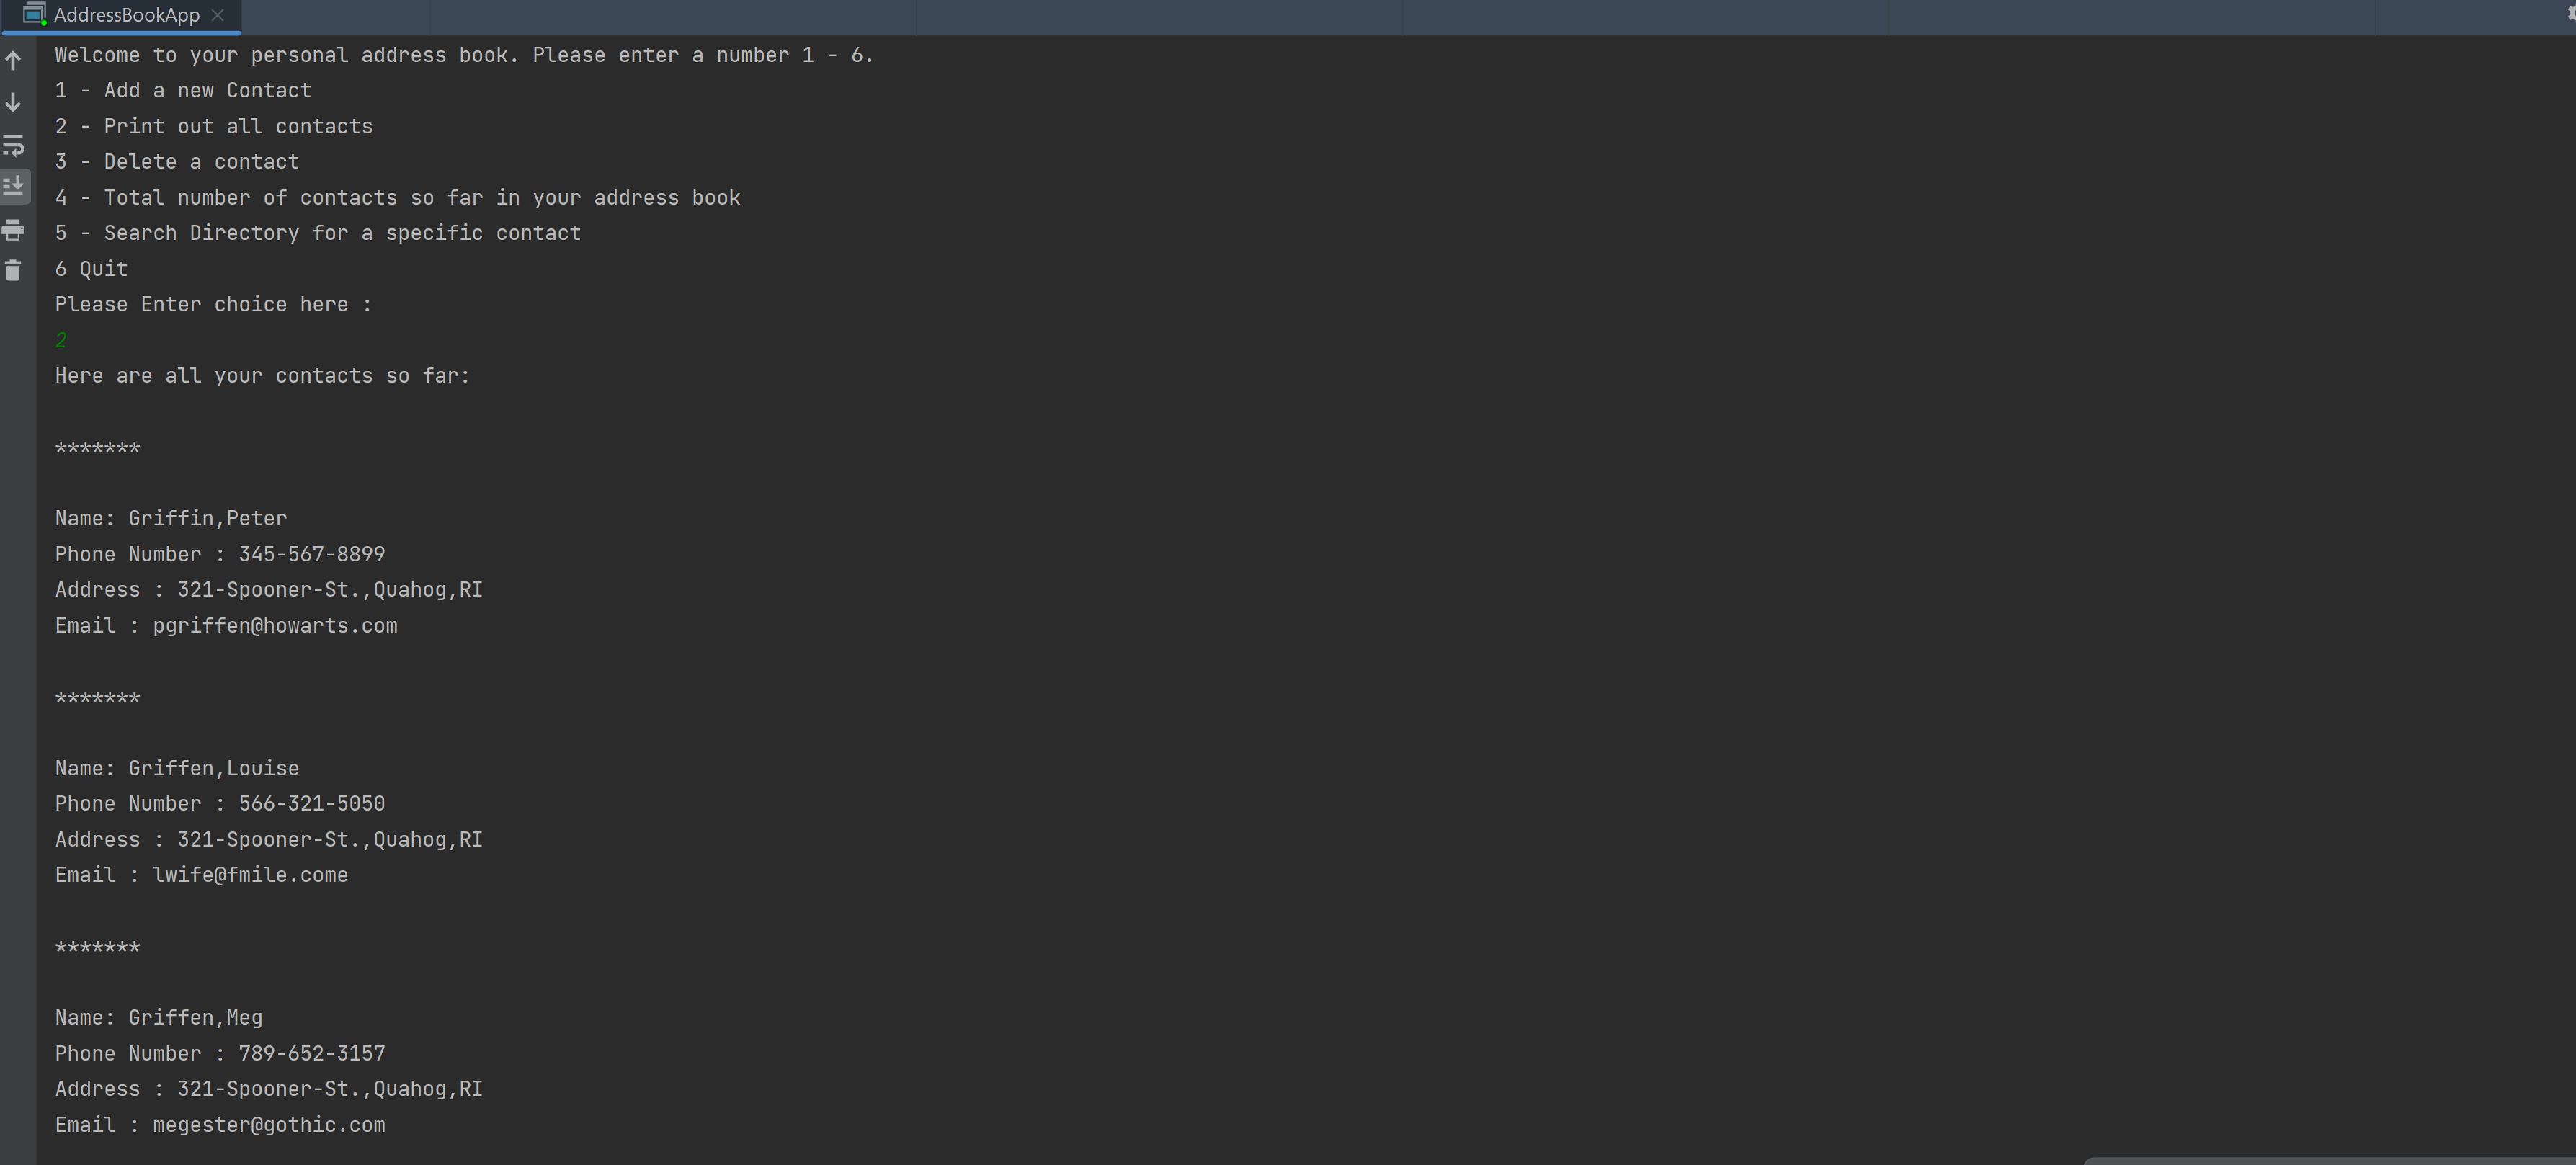 AddressBookApp
Welcome to your personal address book. Please enter a number 1 - 6.
1 - Add a new Contact
2 - Print out all contacts
3 - Delete a contact
4 - Total number of contacts so far in your address book
5 - Search Directory for a specific contact
6 Quit
Please Enter choice here :
2
Here are all your contacts so far:
*******
Name: Griffin,Peter
Phone Number : 345-567-8899
Address : 321-Spooner-St.,Quahog,RI
Email : pgriffen@howarts.com
*******
Name: Griffen,Louise
Phone Number : 566-321-5050
Address : 321-Spooner-St.,Quahog,RI
Email : lwife@fmile.come
*******
Name: Griffen,Meg
Phone Number : 789-652-3157
Address : 321-Spooner-St.,Quahog,RI
Email : megester@gothic.com